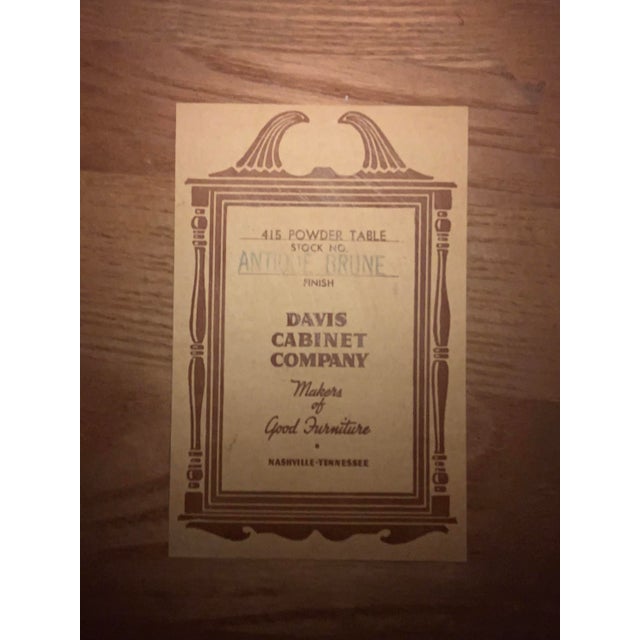 415 POWDER TABLE
STOCK NO.
ANTIQUE BRUNE
FINISH
DAVIS
CABINET
COMPANY
Makers
of
Good Furniture
NASHVILLE-TENNESSEE